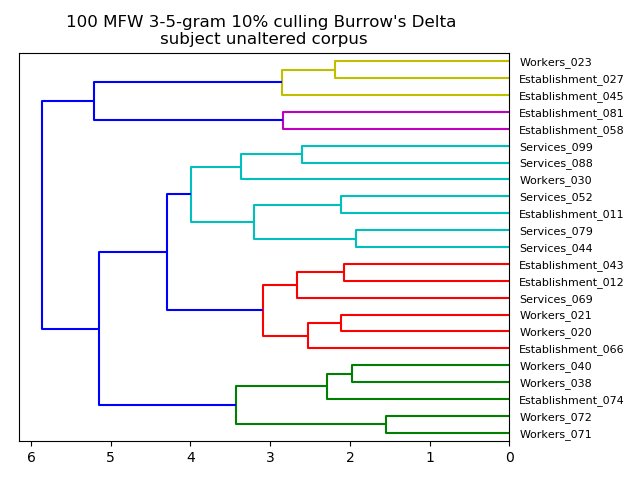 100 MFW 3-5-gram 10% culling Burrow's Delta
subject unaltered corpus
Workers_023
Establishment_027
Establishment_045
Establishment_081
Establishment_058
Services_099
Services_088
Workers_030
Services_052
Establishment_011
Services_079
Services_044
Establishment_043
Establishment_012
Services_069
Workers_021
Workers_020
Establishment_066
Workers_040
Workers_038
Establishment_074
Workers_072
Workers_071
6 5 4 3 2 1 0